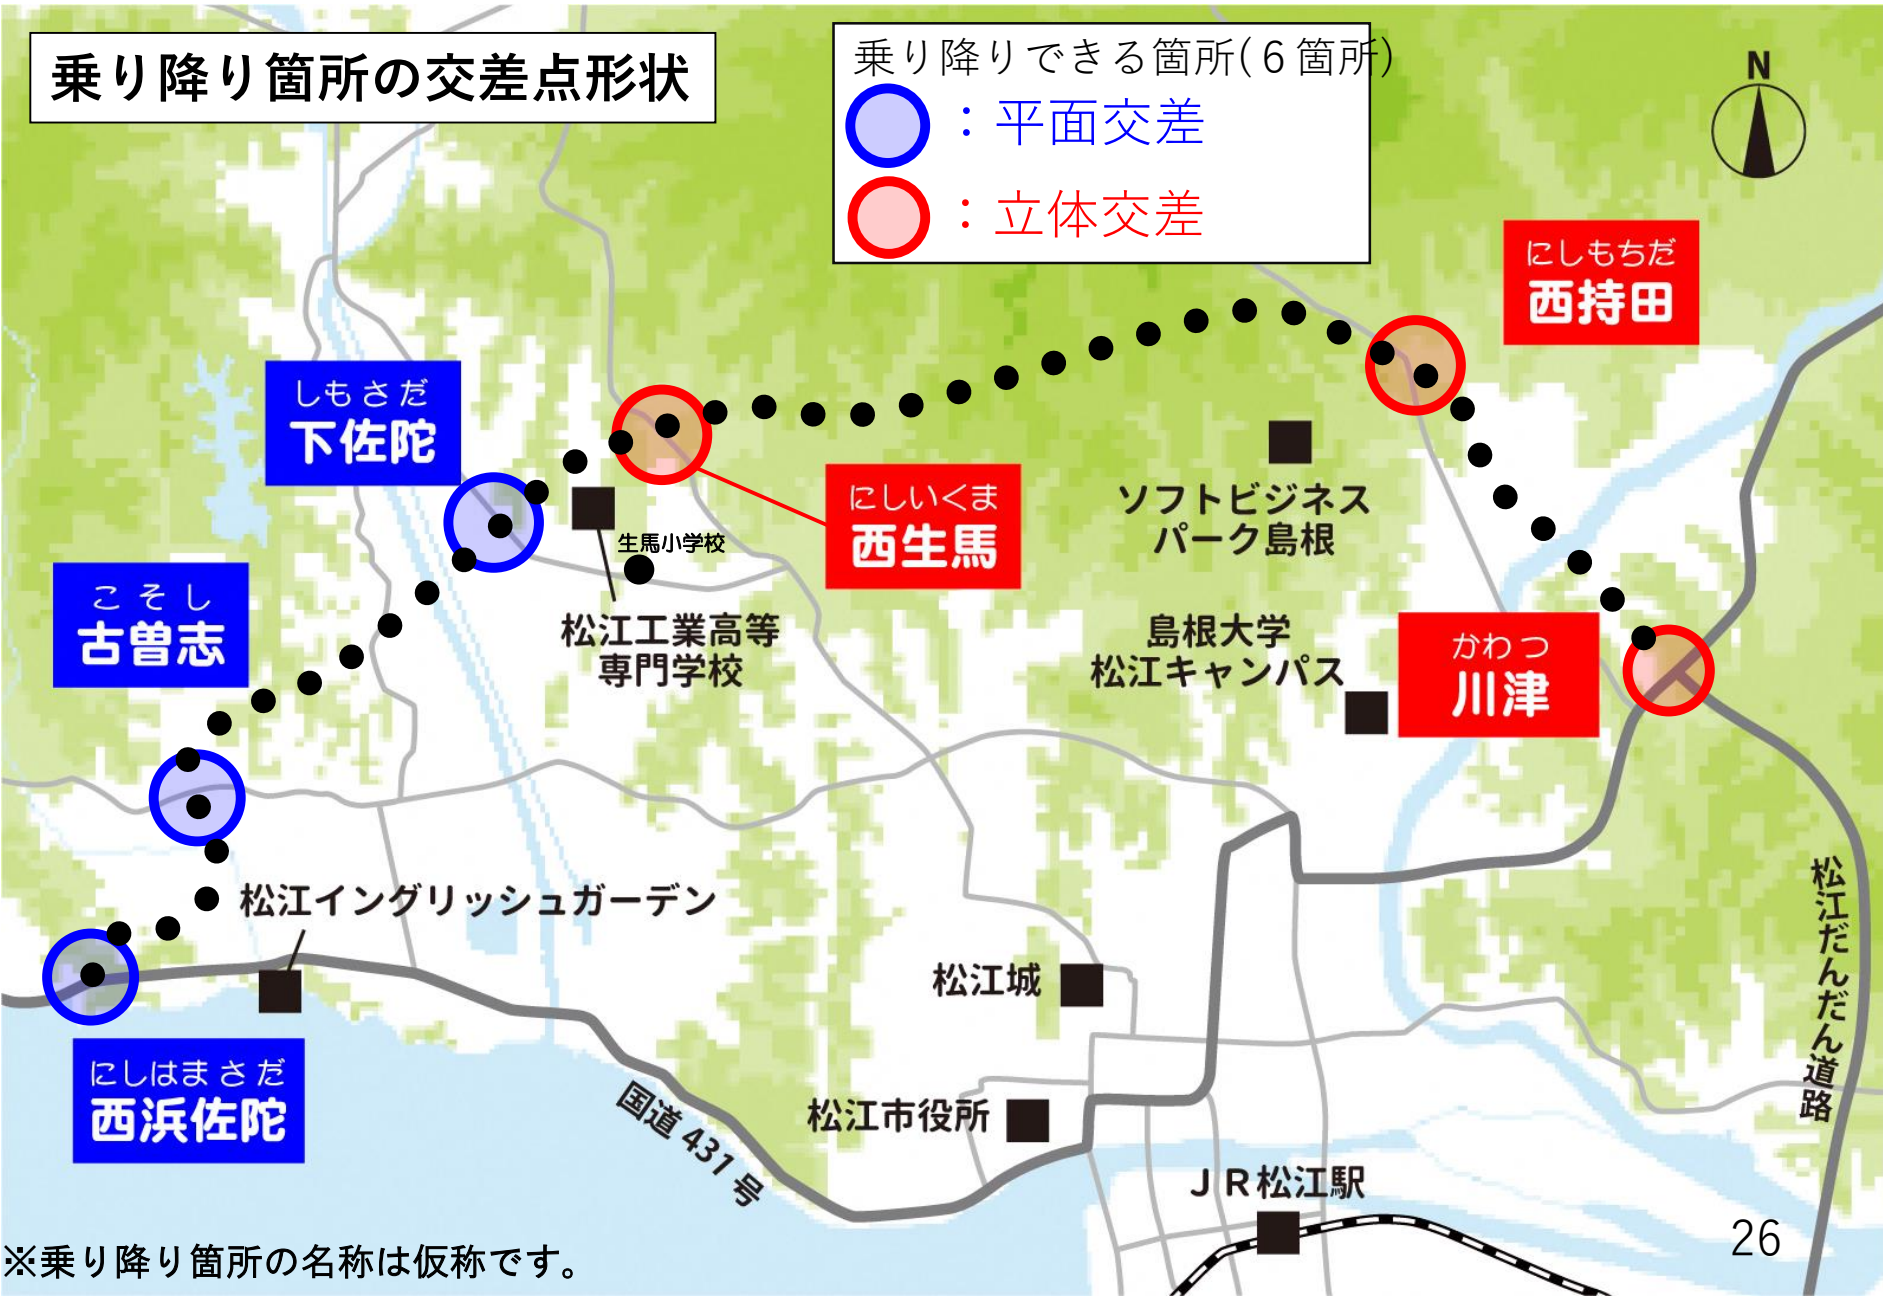 乗り降り箇所の交差点形状
乗り降りできる箇所(６箇所)
：平面交差
：立体交差
N
にしもちだ
西持田
しもさだ
下佐陀
にしいくま
西生馬
ソフトビジネス
パーク島根
生馬小学校
こそし
古曽志
松江工業高等
専門学校
島根大学
松江キャンパス
かわつ
川津
松江イングリッシュガーデン
松江だんだん道路
松江城
にしはまさだ
西浜佐陀
国道431号
松江市役所
ＪＲ松江駅
26
※乗り降り箇所の名称は仮称です。